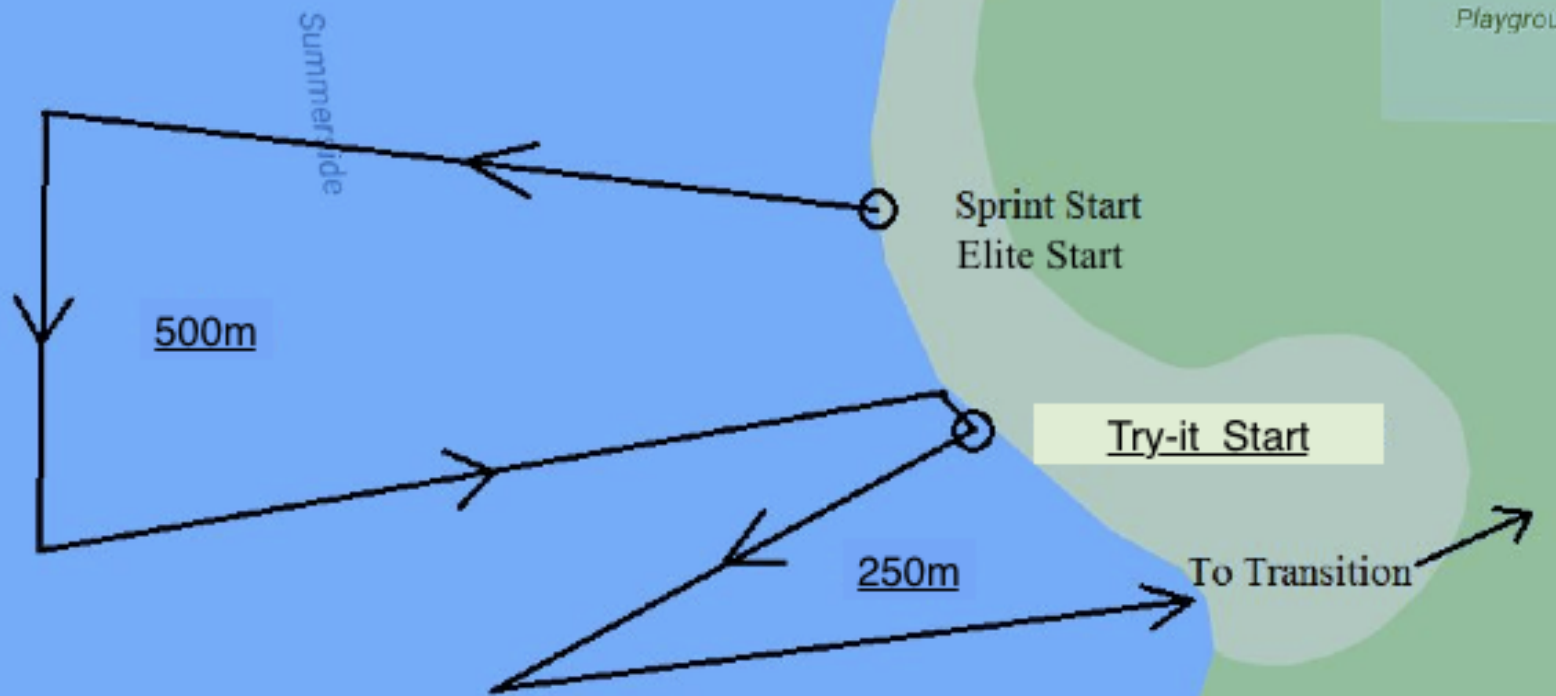 Playgrou
Summerside
Sprint Start
Elite Start
500m
Try-it Start
250m
To Transition